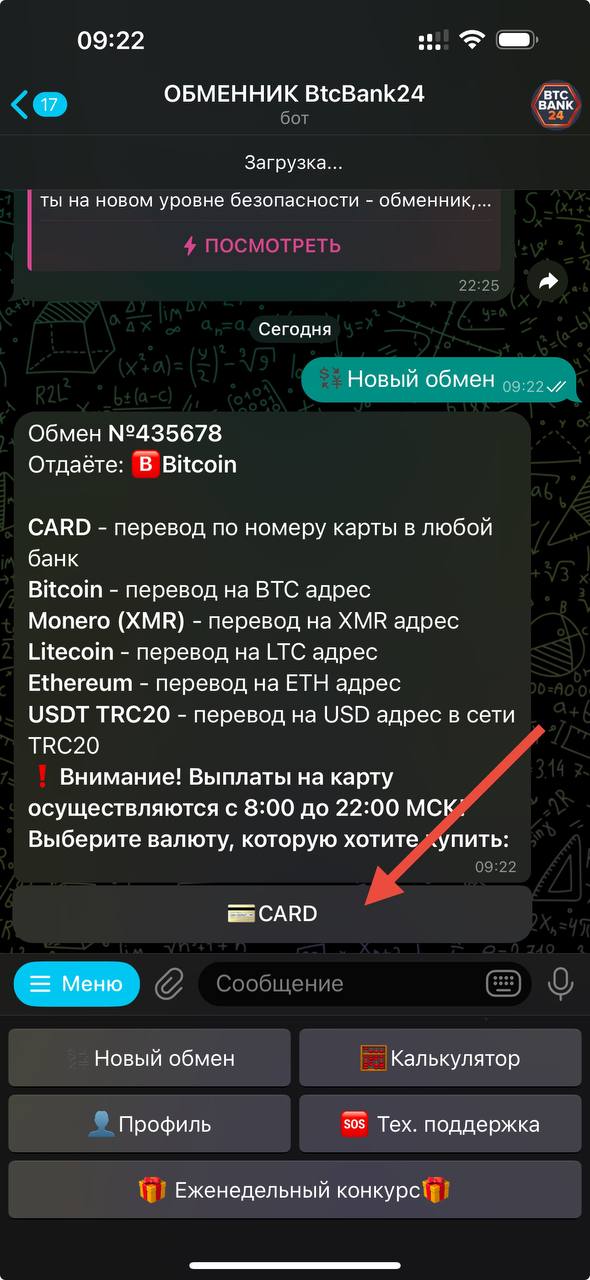 09:22
17
ОБМЕННИК BtcBank24
бот
BTC
BANK
24
Загрузка...
ты на новом уровне безопасности - обменник,...
ПОСМОТРЕТЬ
22:25
Сегодня
Новый обмен 09:22
Обмен №435678
Отдаёте: B Bitcoin
CARD - перевод по номеру карты в любой
банк
Bitcoin - перевод на BTC адрес
Monero (XMR) - перевод на XMR адрес
Litecoin - перевод на LTC адрес
Ethereum - перевод на ETH адрес
USDT TRC20 - перевод на USD адрес в сети
TRC20
❗ Внимание! Выплаты на карту
осуществляются с 8:00 до 22:00 МСК!
Выберите валюту, которую хотите купить:
09:22
CARD
Меню
Сообщение
Новый обмен
Калькулятор
Профиль
SOS Тех. поддержка
Еженедельный конкурс